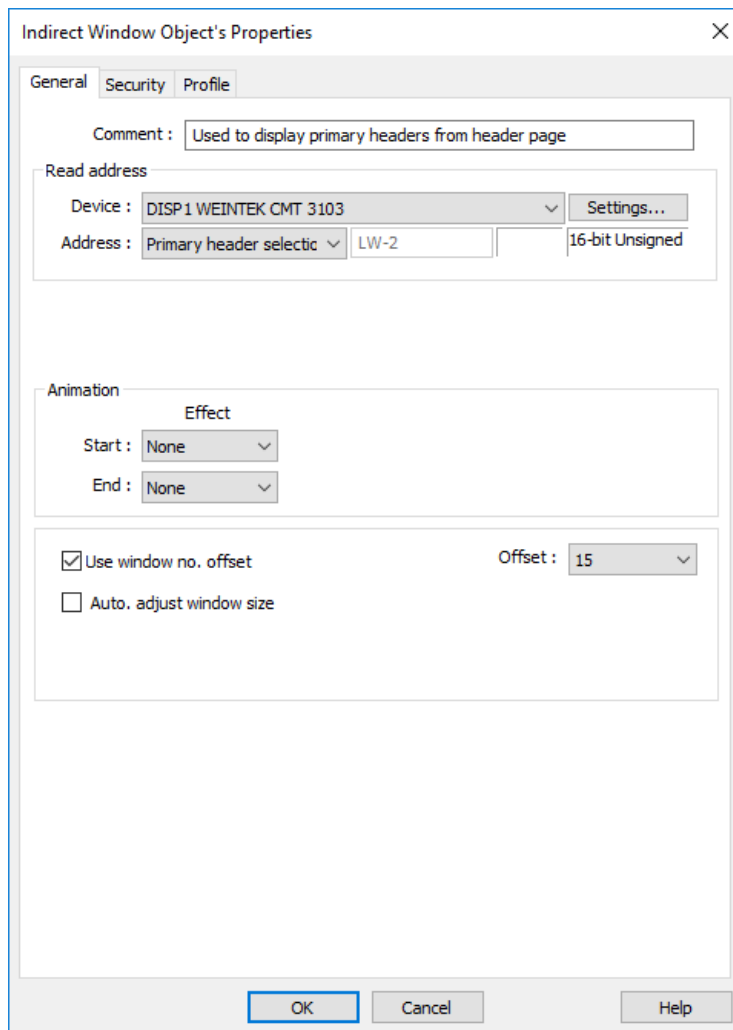 Indirect Window Object's Properties
General Security Profile
Comment : Used to display primary headers from header page
Read address
Device : DISP1 WEINTEK CMT 3103 Settings...
Address : Primary header selectic LW-2 16-bit Unsigned
Animation
Effect
Start : None
End : None
Use window no. offset Offset : 15
Auto. adjust window size
OK Cancel Help